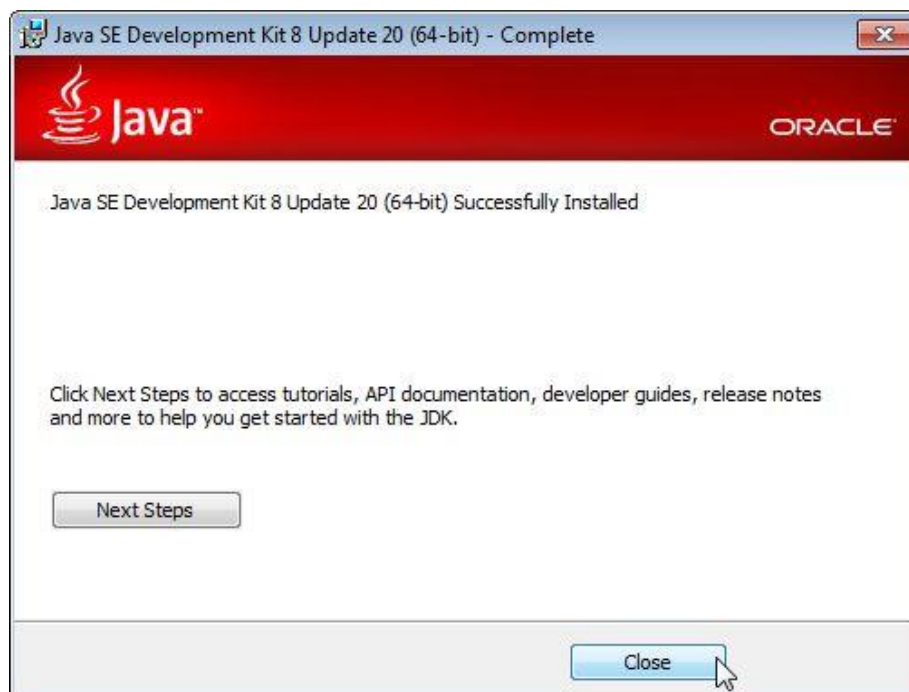 Java SE Development Kit 8 Update 20 (64-bit) - Complete
Java™
ORACLE
Java SE Development Kit 8 Update 20 (64-bit) Successfully Installed
Click Next Steps to access tutorials, API documentation, developer guides, release notes
and more to help you get started with the JDK.
Next Steps
Close